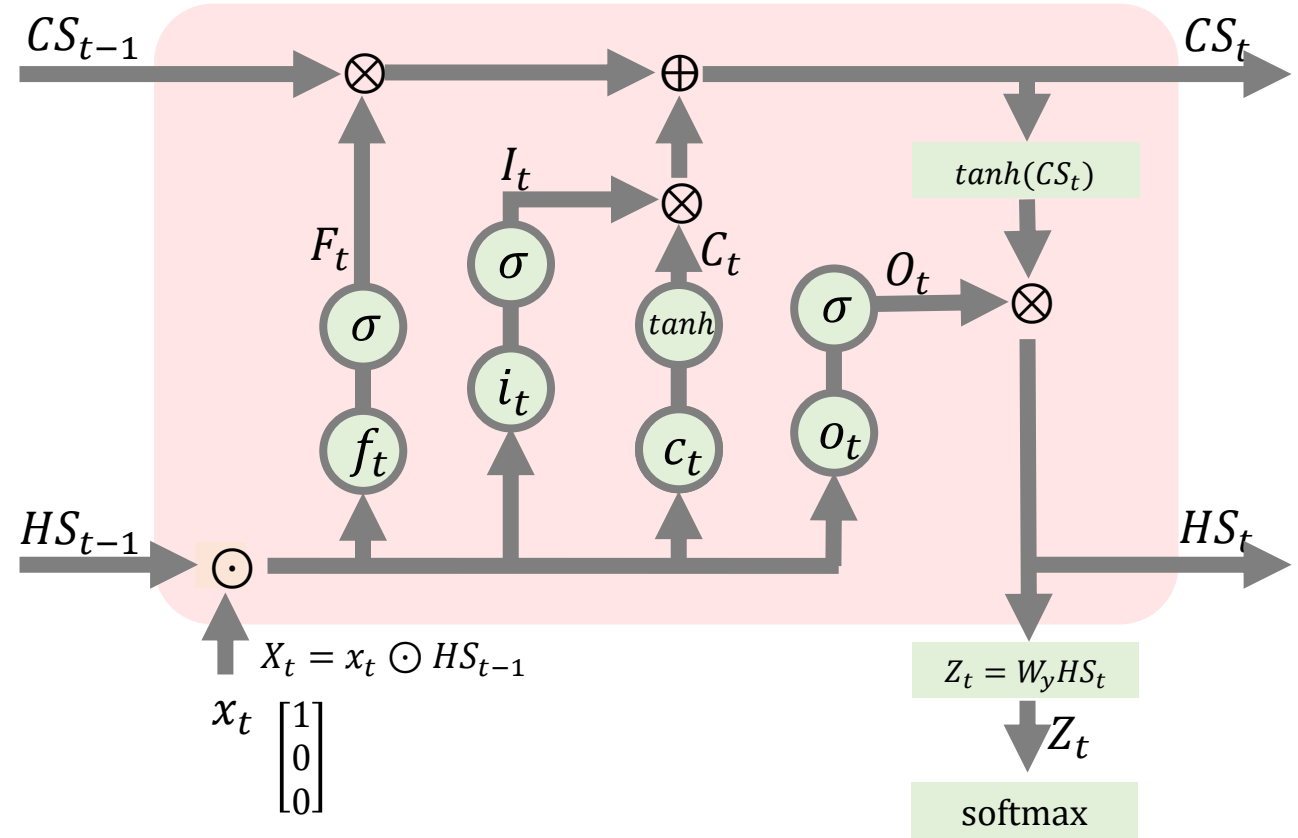 CS_{t-1}
CS_t
⊗
⊕
tanh(CS_t)
I_t
⊗
F_t
σ
C_t
O_t
σ
tanh
σ
⊗
i_t
f_t
c_t
o_t
HS_{t-1}
HS_t
⊙
X_t = x_t ⊙ HS_{t-1}
Z_t = W_y HS_t
x_t
[1
0
0]
Z_t
softmax